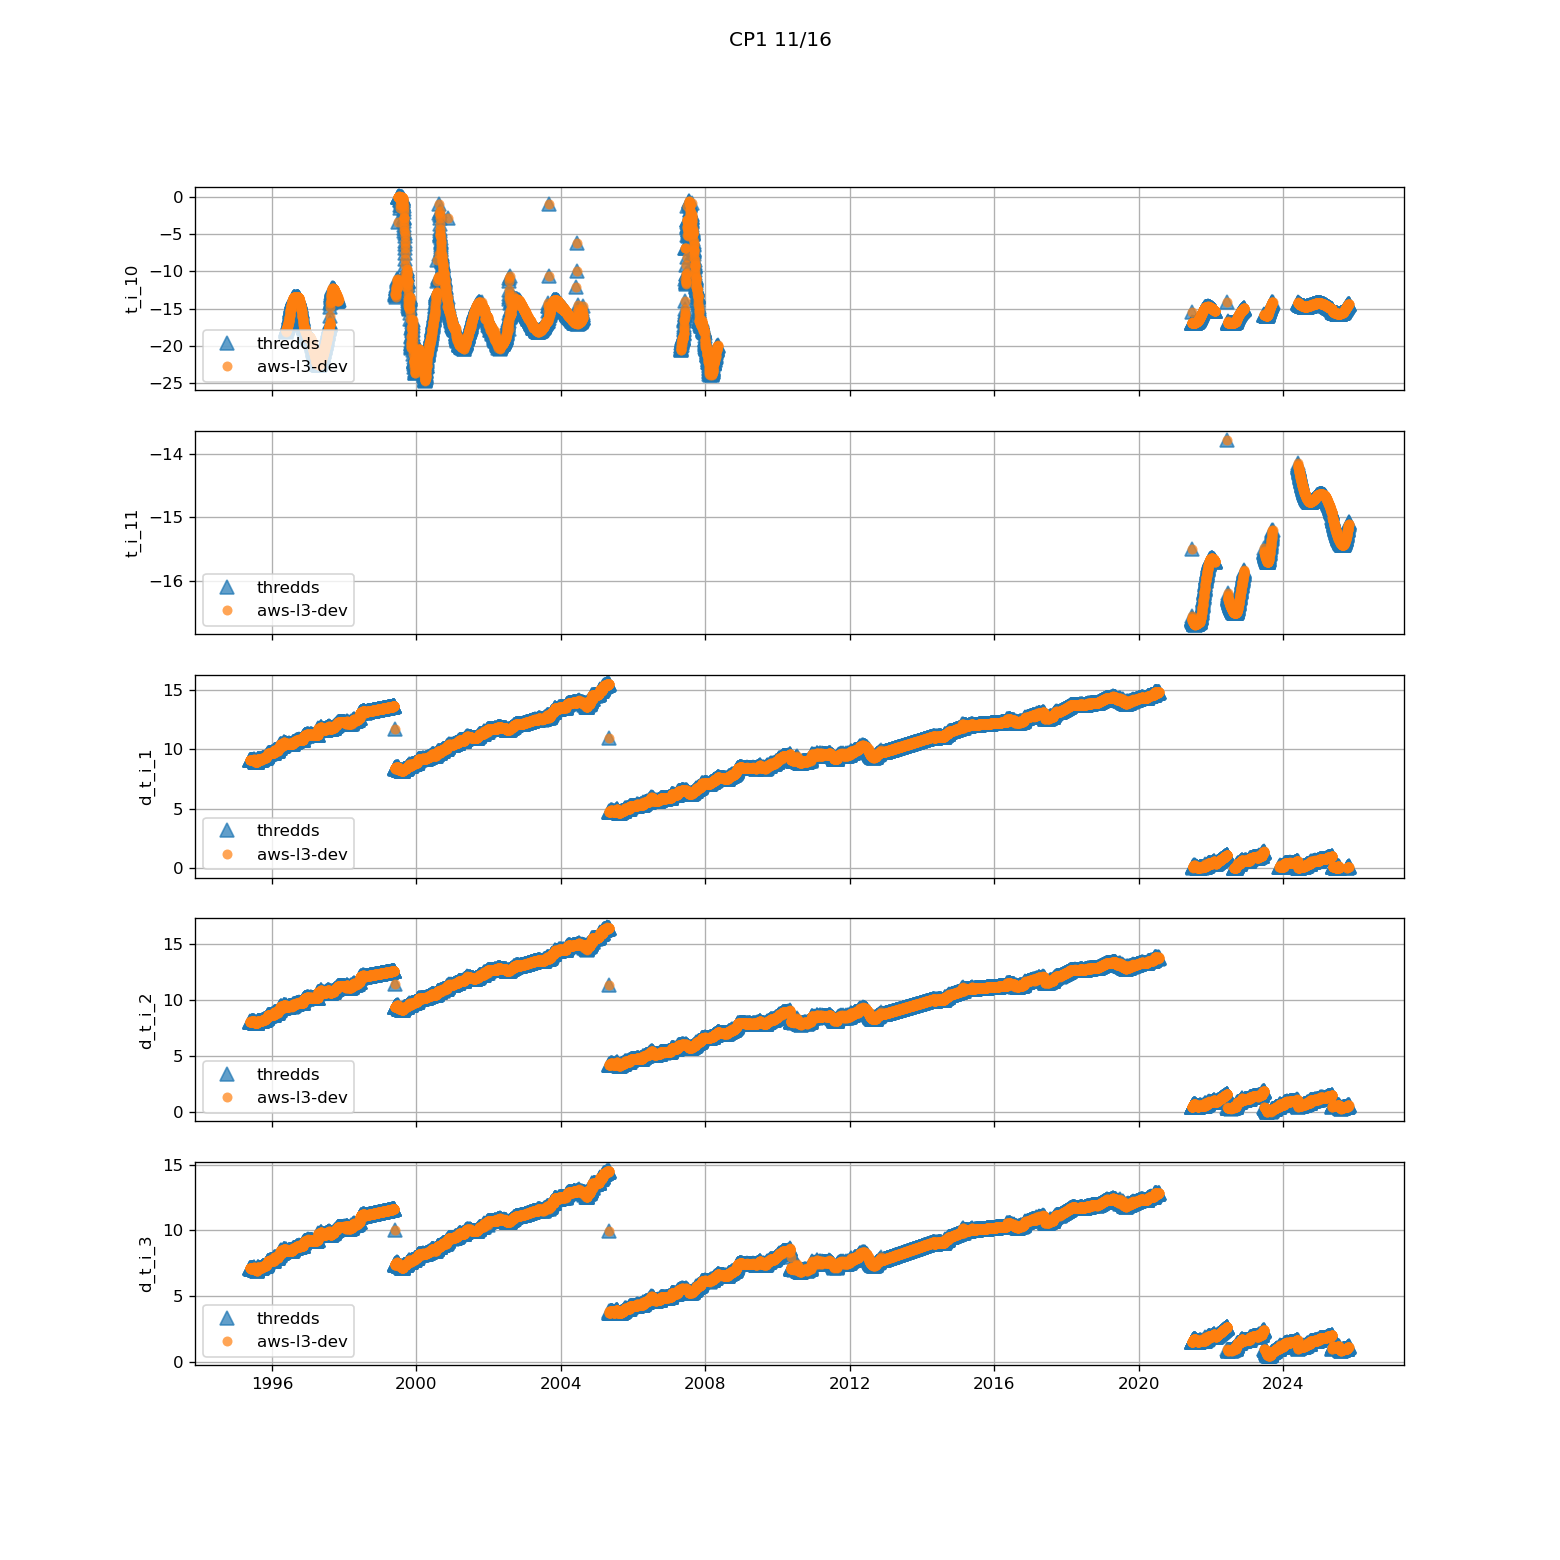 CP1 11/16
t_i_10
0
−5
−10
−15
−20
−25
thredds
aws-l3-dev
t_i_11
−14
−15
−16
thredds
aws-l3-dev
d_t_i_1
15
10
5
0
thredds
aws-l3-dev
d_t_i_2
15
10
5
0
thredds
aws-l3-dev
d_t_i_3
15
10
5
0
thredds
aws-l3-dev
1996 2000 2004 2008 2012 2016 2020 2024